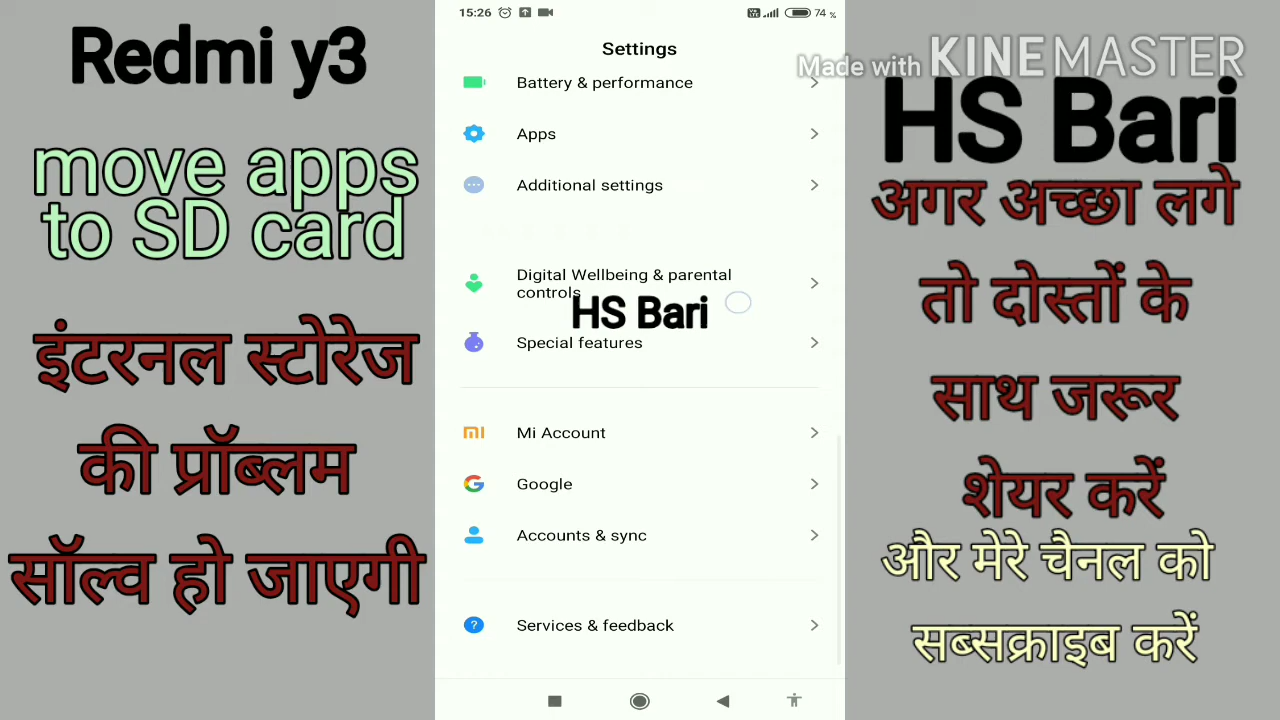 Redmi y3
move apps
to SD card
इंटरनल स्टोरेज
की प्रॉब्लम
सॉल्व हो जाएगी
15:26
74 %
Settings
Battery & performance
Apps
Additional settings
Digital Wellbeing & parental
controls
HS Bari
Special features
Mi Account
Google
Accounts & sync
Services & feedback
Made with KINEMASTER
HS Bari
अगर अच्छा लगे
तो दोस्तों के
साथ जरूर
शेयर करें
और मेरे चैनल को
सब्सक्राइब करें